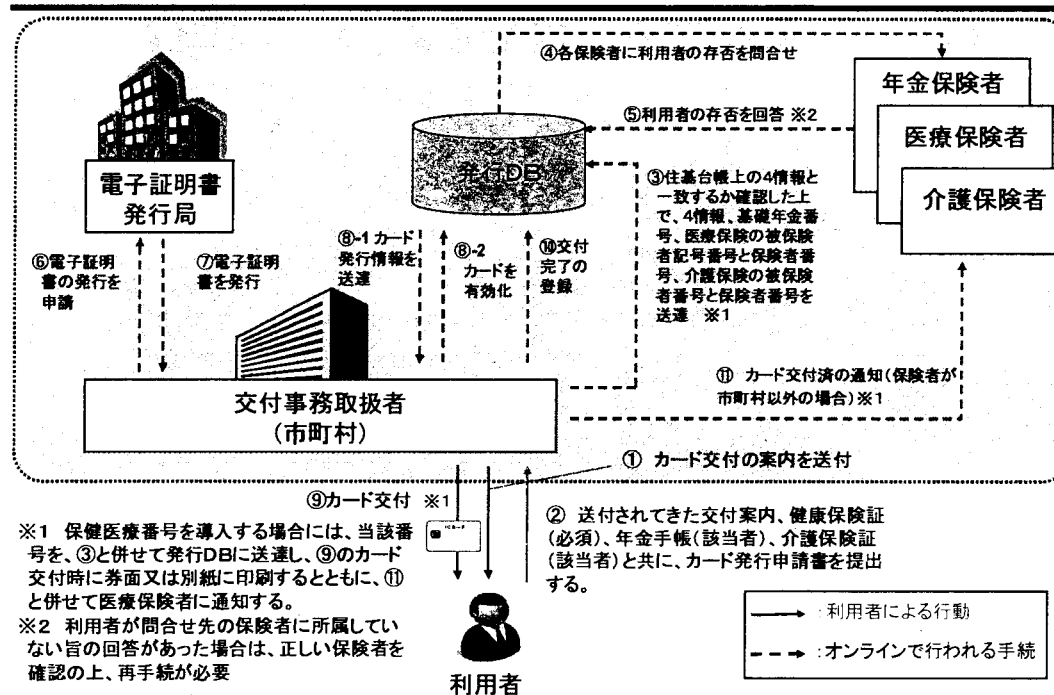 ④各保険者に利用者の存否を問合せ
年金保険者
医療保険者
介護保険者
⑤利用者の存否を回答 ※2
発行DB
電子証明書
発行局
③住基台帳上の4情報と
一致するか確認した上
で、4情報、基礎年金番
号、医療保険の被保険
者記号番号と保険者番
号、介護保険の被保険
者番号と保険者番号を
送達 ※1
⑥電子証明
書の発行を
申請
⑦電子証明
書を発行
⑧-1 カード
発行情報を
送達
⑧-2
カードを
有効化
⑩交付
完了の
登録
⑪ カード交付済の通知(保険者が
市町村以外の場合)※1
交付事務取扱者
(市町村)
① カード交付の案内を送付
⑨カード交付 ※1
ICカード
② 送付されてきた交付案内、健康保険証
(必須)、年金手帳(該当者)、介護保険証
(該当者)と共に、カード発行申請書を提出
する。
※1 保健医療番号を導入する場合には、当該番
号を、③と併せて発行DBに送達し、⑨のカード
交付時に券面又は別紙に印刷するとともに、⑪
と併せて医療保険者に通知する。
※2 利用者が問合せ先の保険者に所属してい
ない旨の回答があった場合は、正しい保険者を
確認の上、再手続が必要
利用者
:利用者による行動
:オンラインで行われる手続